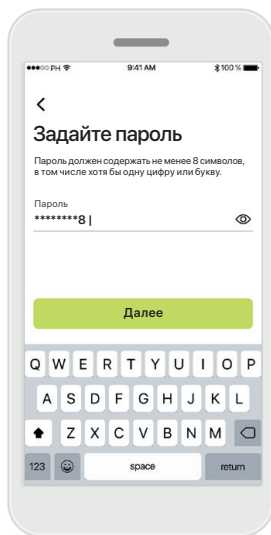 PH 9:41 AM 100 %
Задайте пароль
Пароль должен содержать не менее 8 символов,
в том числе хотя бы одну цифру или букву.
Пароль
********8 |
Далее
Q W E R T Y U I O P
A S D F G H J K L
Z X C V B N M
123 space return